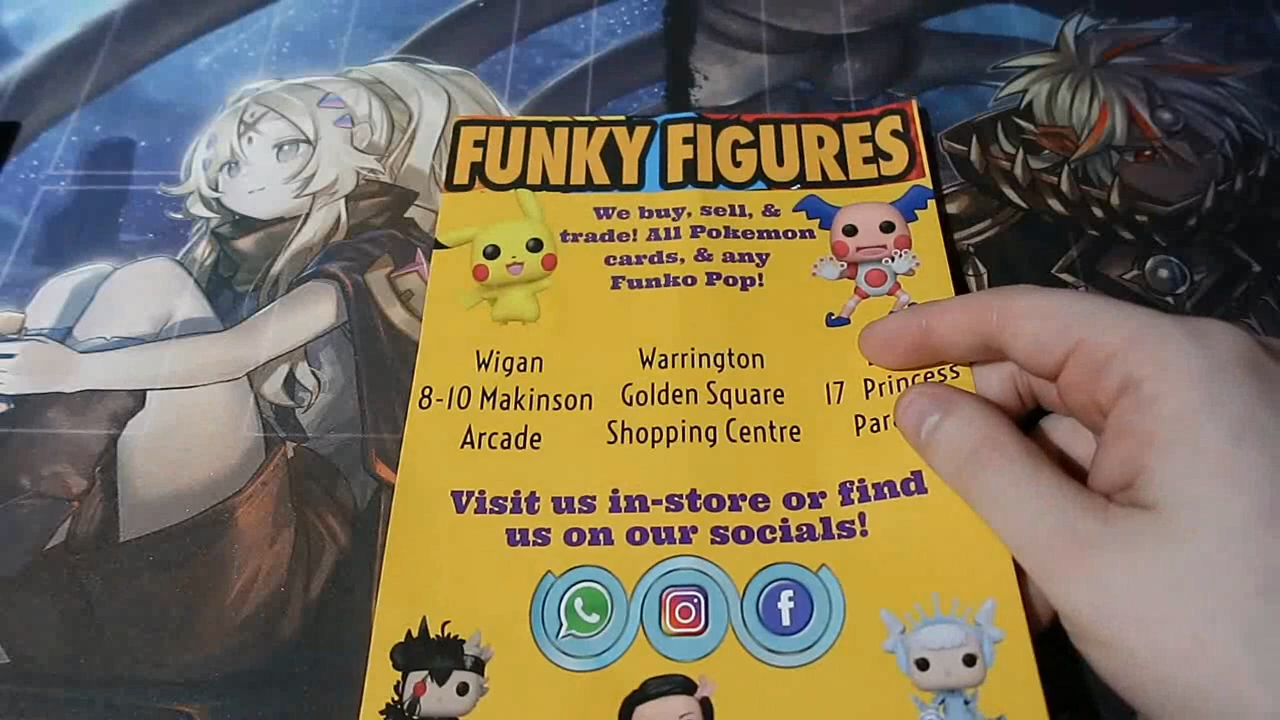 FUNKY FIGURES
We buy, sell, &
trade! All Pokemon
cards, & any
Funko Pop!
Wigan
8-10 Makinson
Arcade
Warrington
Golden Square
Shopping Centre
17 Princess
Visit us in-store or find
us on our socials!